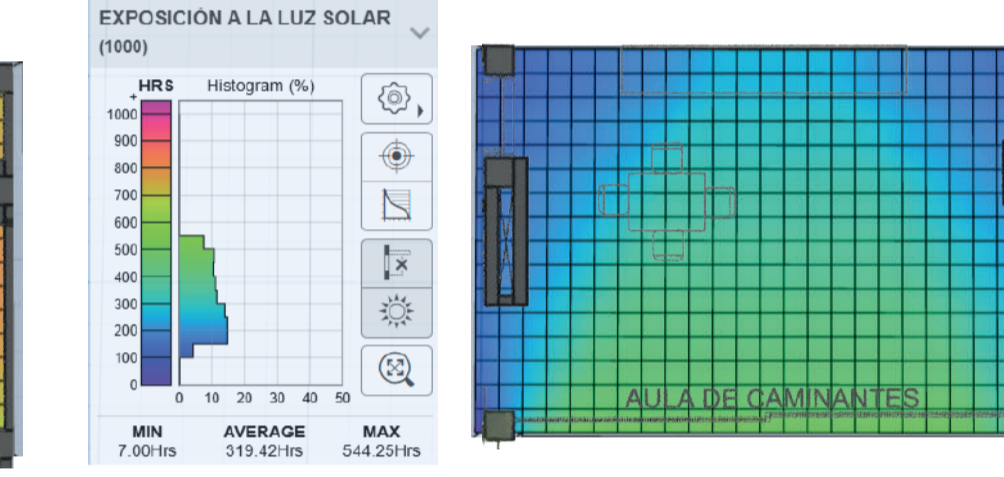 EXPOSICIÓN A LA LUZ SOLAR
(1000)
HRS
Histogram (%)
+
1000
900
800
700
600
500
400
300
200
100
0
0 10 20 30 40 50
MIN AVERAGE MAX
7.00Hrs 319.42Hrs 544.25Hrs
AULA DE CAMINANTES